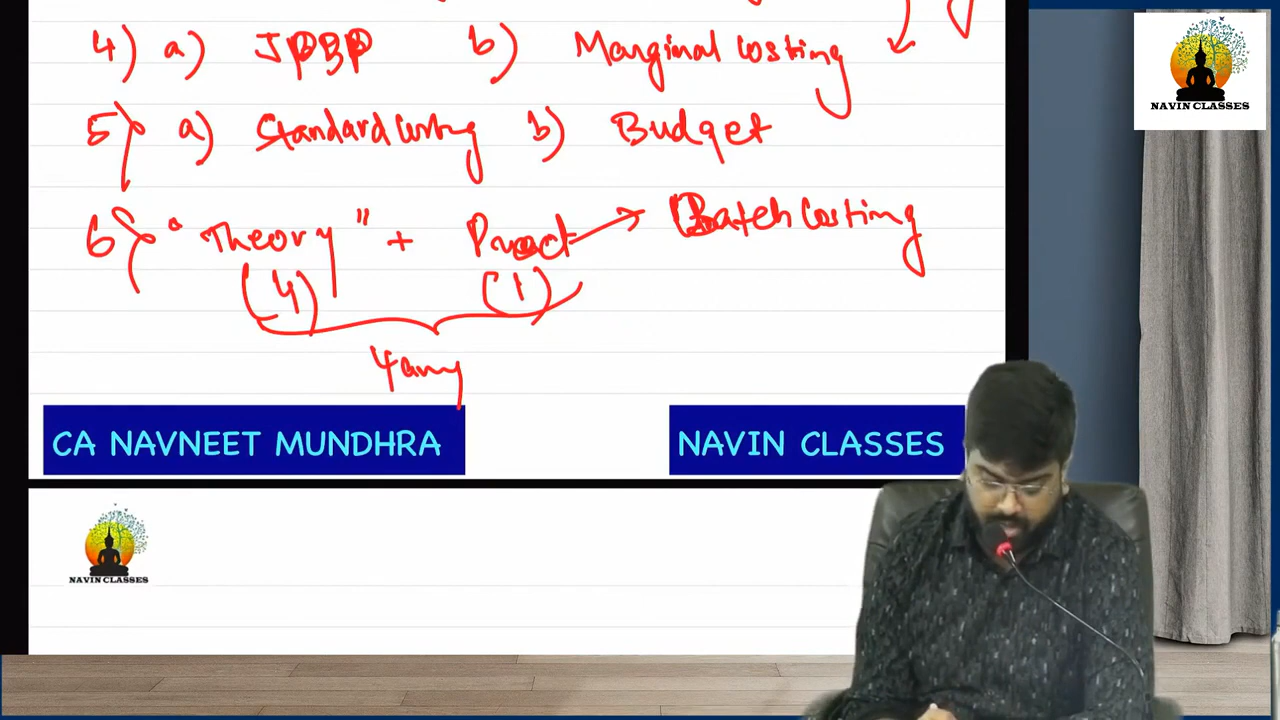 4) a) JPBP b) Marginal Costing
5) a) Standard Costing b) Budget
6) "Theory" + Pract → Batch Costing
(4) (1)
4 any
CA NAVNEET MUNDHRA NAVIN CLASSES
NAVIN CLASSES
NAVIN CLASSES